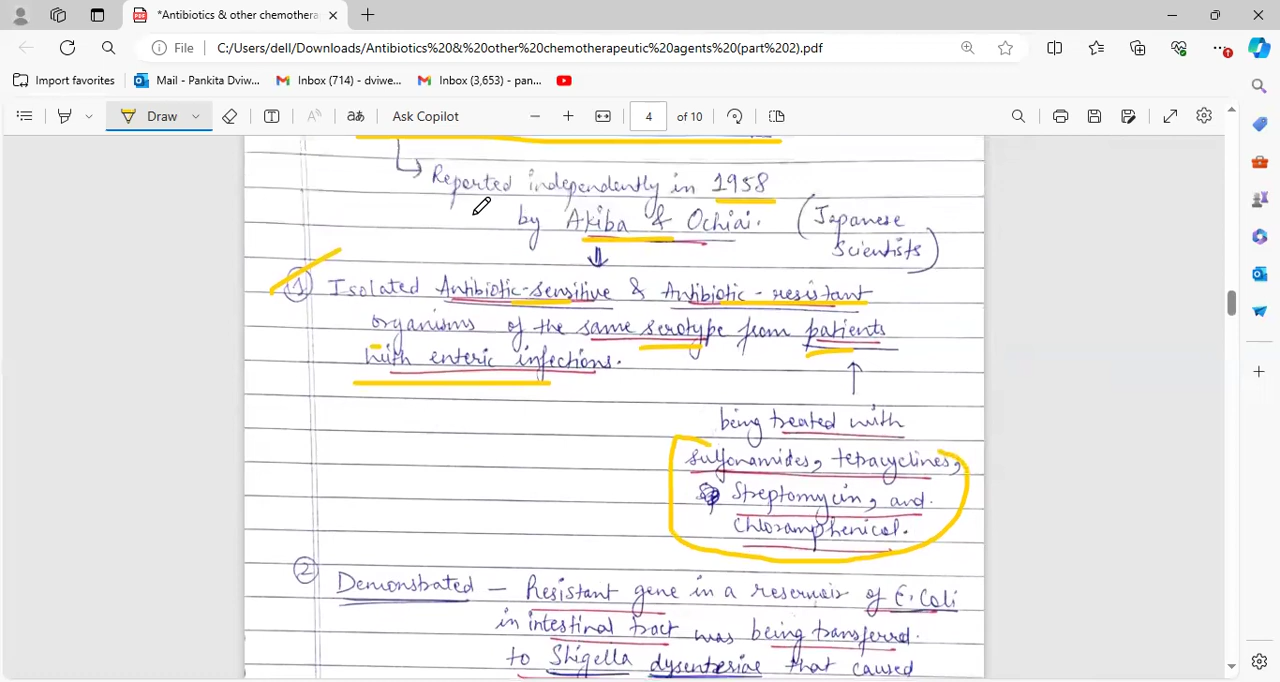 *Antibiotics & other chemothera
File
C:/Users/dell/Downloads/Antibiotics%20&%20other%20chemotherapeutic%20agents%20(part%202).pdf
Import favorites
Mail - Pankita Dviw...
Inbox (714) - dviwe...
Inbox (3,653) - pan...
Draw
Ask Copilot
4
of 10
Reported independently in 1958
by Akiba & Ochiai. (Japanese
Scientists)
① Isolated Antibiotic-sensitive & Antibiotic-resistant
organisms of the same serotype from patients
with enteric infections.
being treated with
sulfonamides, tetracyclines,
Streptomycin, and.
Chloramphenicol.
② Demonstrated – Resistant gene in a reservoir of E. Coli
in intestinal tract was being transferred.
to Shigella dysenteriae that caused